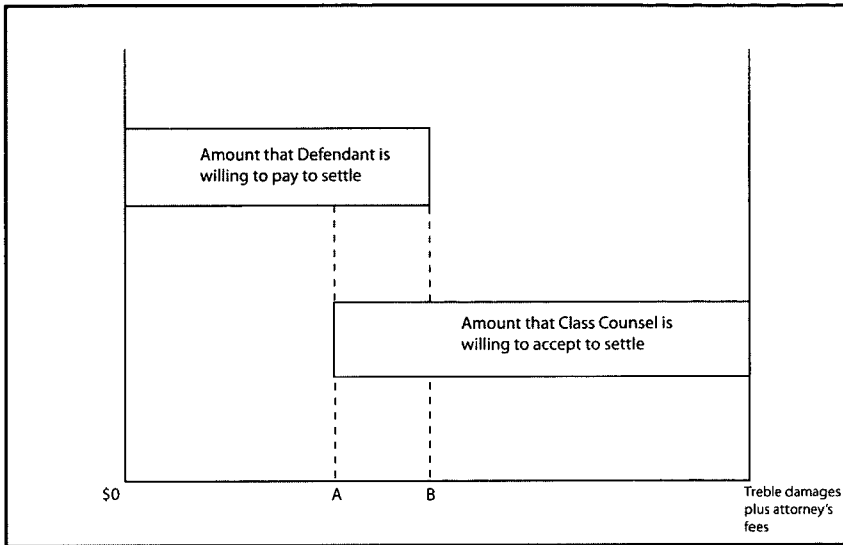 Amount that Defendant is
willing to pay to settle
Amount that Class Counsel is
willing to accept to settle
$0
A
B
Treble damages
plus attorney's
fees